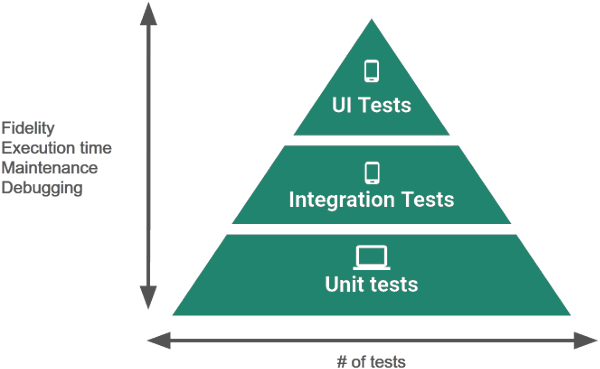 UI Tests
Fidelity
Execution time
Maintenance
Debugging
Integration Tests
Unit tests
# of tests